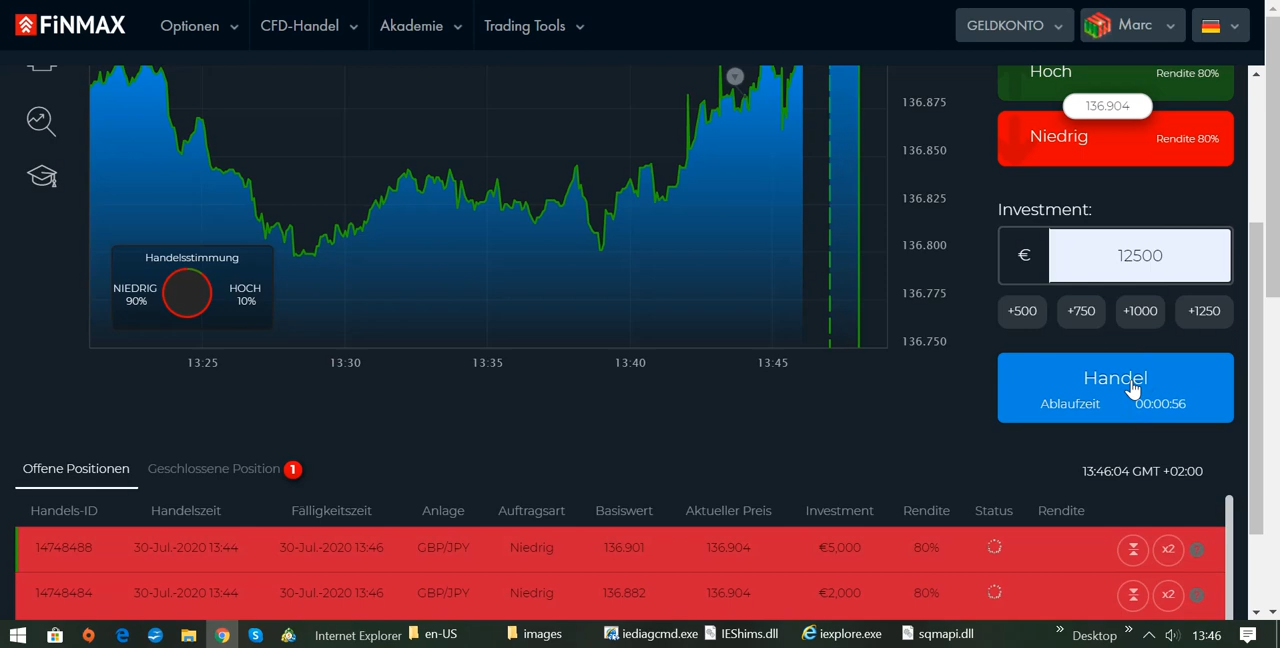 FiNMAX Optionen CFD-Handel Akademie Trading Tools GELDKONTO Marc
Hoch Rendite 80%
136.904
Niedrig Rendite 80%
136.875
136.850
136.825
136.800
136.775
136.750
Handelsstimmung
NIEDRIG HOCH
90% 10%
13:25 13:30 13:35 13:40 13:45
Investment:
€ 12500
+500 +750 +1000 +1250
Handel
Ablaufzeit 00:00:56
Offene Positionen Geschlossene Position 1 13:46:04 GMT +02:00
Handels-ID Handelszeit Fälligkeitszeit Anlage Auftragsart Basiswert Aktueller Preis Investment Rendite Status Rendite
14748488 30-Jul.-2020 13:44 30-Jul.-2020 13:46 GBP/JPY Niedrig 136.901 136.904 €5,000 80% x2
14748484 30-Jul.-2020 13:44 30-Jul.-2020 13:46 GBP/JPY Niedrig 136.882 136.904 €2,000 80% x2
Internet Explorer en-US images iediagcmd.exe IEShims.dll iexplore.exe sqmapi.dll » Desktop » 13:46